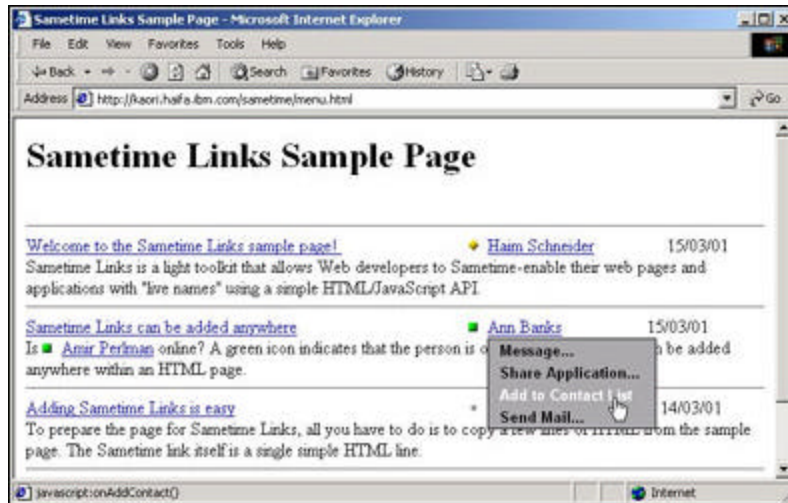 Sametime Links Sample Page - Microsoft Internet Explorer
File Edit View Favorites Tools Help
Back Search Favorites History
Address http://kaori.haifa.ibm.com/sametime/menu.html Go
Sametime Links Sample Page
Welcome to the Sametime Links sample page! Haim Schneider 15/03/01
Sametime Links is a light toolkit that allows Web developers to Sametime-enable their web pages and
applications with "live names" using a simple HTML/JavaScript API.
Sametime Links can be added anywhere Ann Banks 15/03/01
Is Amir Perlman online? A green icon indicates that the person is be added
anywhere within an HTML page.
Message...
Share Application...
Add to Contact List
Send Mail...
Adding Sametime Links is easy 14/03/01
To prepare the page for Sametime Links, all you have to do is to copy a few lines of HTML from the sample
page. The Sametime link itself is a single simple HTML line.
javascript:onAddContact() Internet